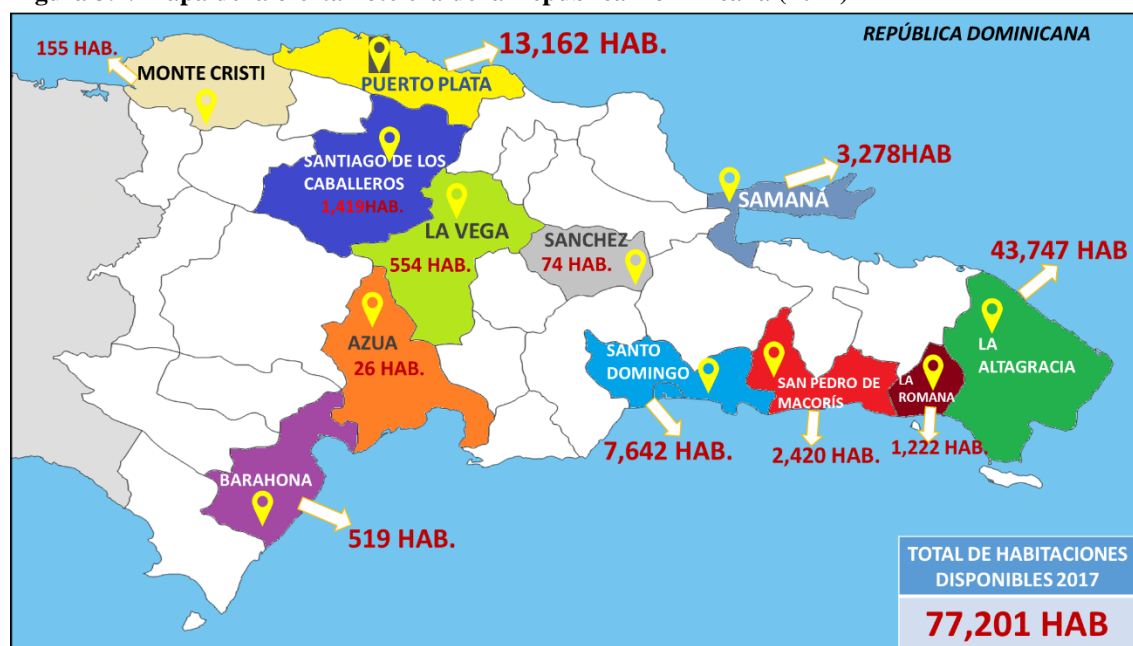 REPÚBLICA DOMINICANA
155 HAB.
13,162 HAB.
MONTE CRISTI
PUERTO PLATA
SANTIAGO DE LOS
CABALLEROS
1,419HAB.
3,278HAB
SAMANÁ
LA VEGA
554 HAB.
SANCHEZ
74 HAB.
43,747 HAB
AZUA
26 HAB.
SANTO
DOMINGO
LA
ALTAGRACIA
SAN PEDRO DE
MACORÍS
LA
ROMANA
7,642 HAB.
2,420 HAB.
1,222 HAB.
BARAHONA
519 HAB.
TOTAL DE HABITACIONES
DISPONIBLES 2017
77,201 HAB